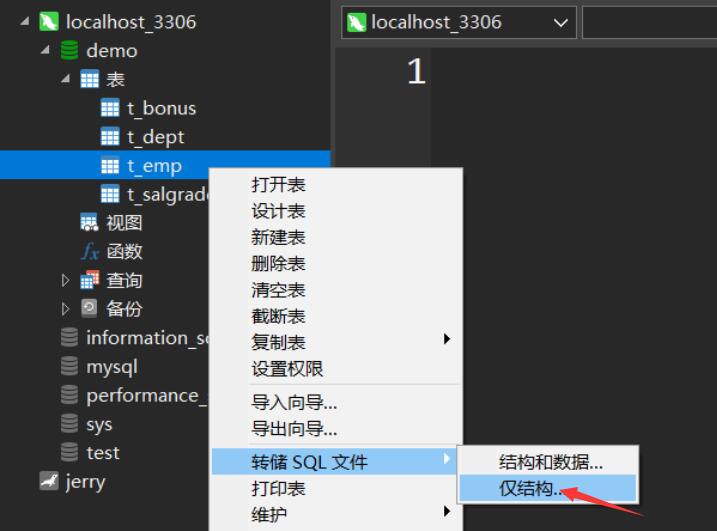 localhost_3306
localhost_3306
demo
表
1
t_bonus
t_dept
t_emp
t_salgrade
打开表
设计表
新建表
删除表
清空表
截断表
复制表
设置权限
导入向导...
导出向导...
转储 SQL 文件
结构和数据...
仅结构...
打印表
维护
视图
fx 函数
查询
备份
information_sc
mysql
performance_
sys
test
jerry